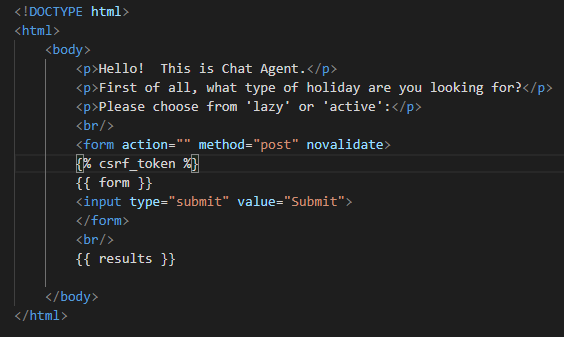 <!DOCTYPE html>
<html>
<body>
<p>Hello!  This is Chat Agent.</p>
<p>First of all, what type of holiday are you looking for?</p>
<p>Please choose from 'lazy' or 'active':</p>
<br/>
<form action="" method="post" novalidate>
{% csrf_token %}
{{ form }}
<input type="submit" value="Submit">
</form>
<br/>
{{ results }}
</body>
</html>